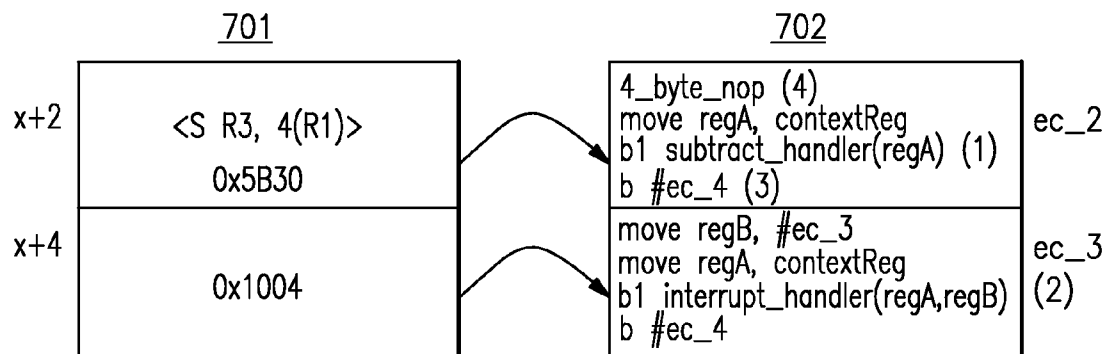 701 702
x+2
<S R3, 4(R1)>
0x5B30
4_byte_nop (4)
move regA, contextReg
b1 subtract_handler(regA) (1)
b #ec_4 (3)
ec_2
x+4
0x1004
move regB, #ec_3
move regA, contextReg
b1 interrupt_handler(regA,regB)
b #ec_4
ec_3
(2)